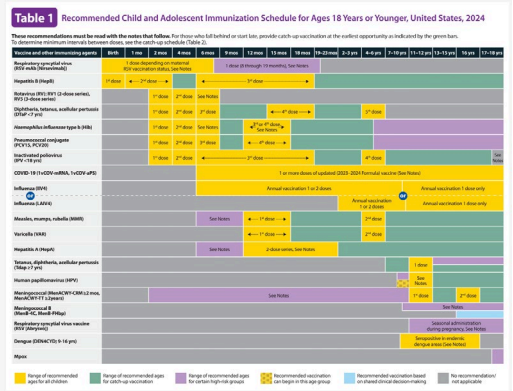 Table 1 Recommended Child and Adolescent Immunization Schedule for Ages 18 Years or Younger, United States, 2024
These recommendations must be read with the notes that follow. For those who fall behind or start late, provide catch-up vaccination at the earliest opportunity as indicated by the green bars.
To determine minimum intervals between doses, see the catch-up schedule (Table 2).
Vaccine and other immunizing agents Birth 1 mo 2 mos 4 mos 6 mos 9 mos 12 mos 15 mos 18 mos 19–23 mos 2–3 yrs 4–6 yrs 7–10 yrs 11–12 yrs 13–15 yrs 16 yrs 17–18 yrs
Respiratory syncytial virus
(RSV-mAb [Nirsevimab])
1 dose depending on maternal
RSV vaccination status, See Notes
1 dose (8 through 19 months), See Notes
Hepatitis B (HepB) 1st dose 2nd dose 3rd dose
Rotavirus (RV): RV1 (2-dose series),
RV5 (3-dose series)
1st dose 2nd dose See Notes
Diphtheria, tetanus, acellular pertussis
(DTaP <7 yrs)
1st dose 2nd dose 3rd dose 4th dose 5th dose
Haemophilus influenzae type b (Hib)
1st dose 2nd dose See Notes
3rd or 4th dose
See Notes
Pneumococcal conjugate
(PCV15, PCV20)
1st dose 2nd dose 3rd dose 4th dose
Inactivated poliovirus
(IPV <18 yrs)
1st dose 2nd dose 3rd dose 4th dose
See
Notes
COVID-19 (1vCOV-mRNA, 1vCOV-aPS) 1 or more doses of updated (2023–2024 Formula) vaccine (See Notes)
Influenza (IIV4) Annual vaccination 1 or 2 doses Annual vaccination 1 dose only
or or
Influenza (LAIV4)
Annual vaccination
1 or 2 doses
Annual vaccination 1 dose only
Measles, mumps, rubella (MMR) See Notes 1st dose 2nd dose
Varicella (VAR) 1st dose 2nd dose
Hepatitis A (HepA) See Notes 2-dose series, See Notes
Tetanus, diphtheria, acellular pertussis
(Tdap ≥7 yrs)
1 dose
Human papillomavirus (HPV)
See
Notes
Meningococcal (MenACWY-CRM ≥2 mos,
MenACWY-TT ≥2years)
See Notes 1st dose 2nd dose
Meningococcal B
(MenB-4C, MenB-FHbp)
See Notes
Respiratory syncytial virus vaccine
(RSV [Abrysvo])
Seasonal administration
during pregnancy, See Notes
Dengue (DEN4CYD; 9-16 yrs)
Seropositive in endemic
dengue areas (See Notes)
Mpox
Range of recommended
ages for all children
Range of recommended ages
for catch-up vaccination
Range of recommended ages
for certain high-risk groups
Recommended vaccination
can begin in this age group
Recommended vaccination based
on shared clinical decision-making
No recommendation/
not applicable